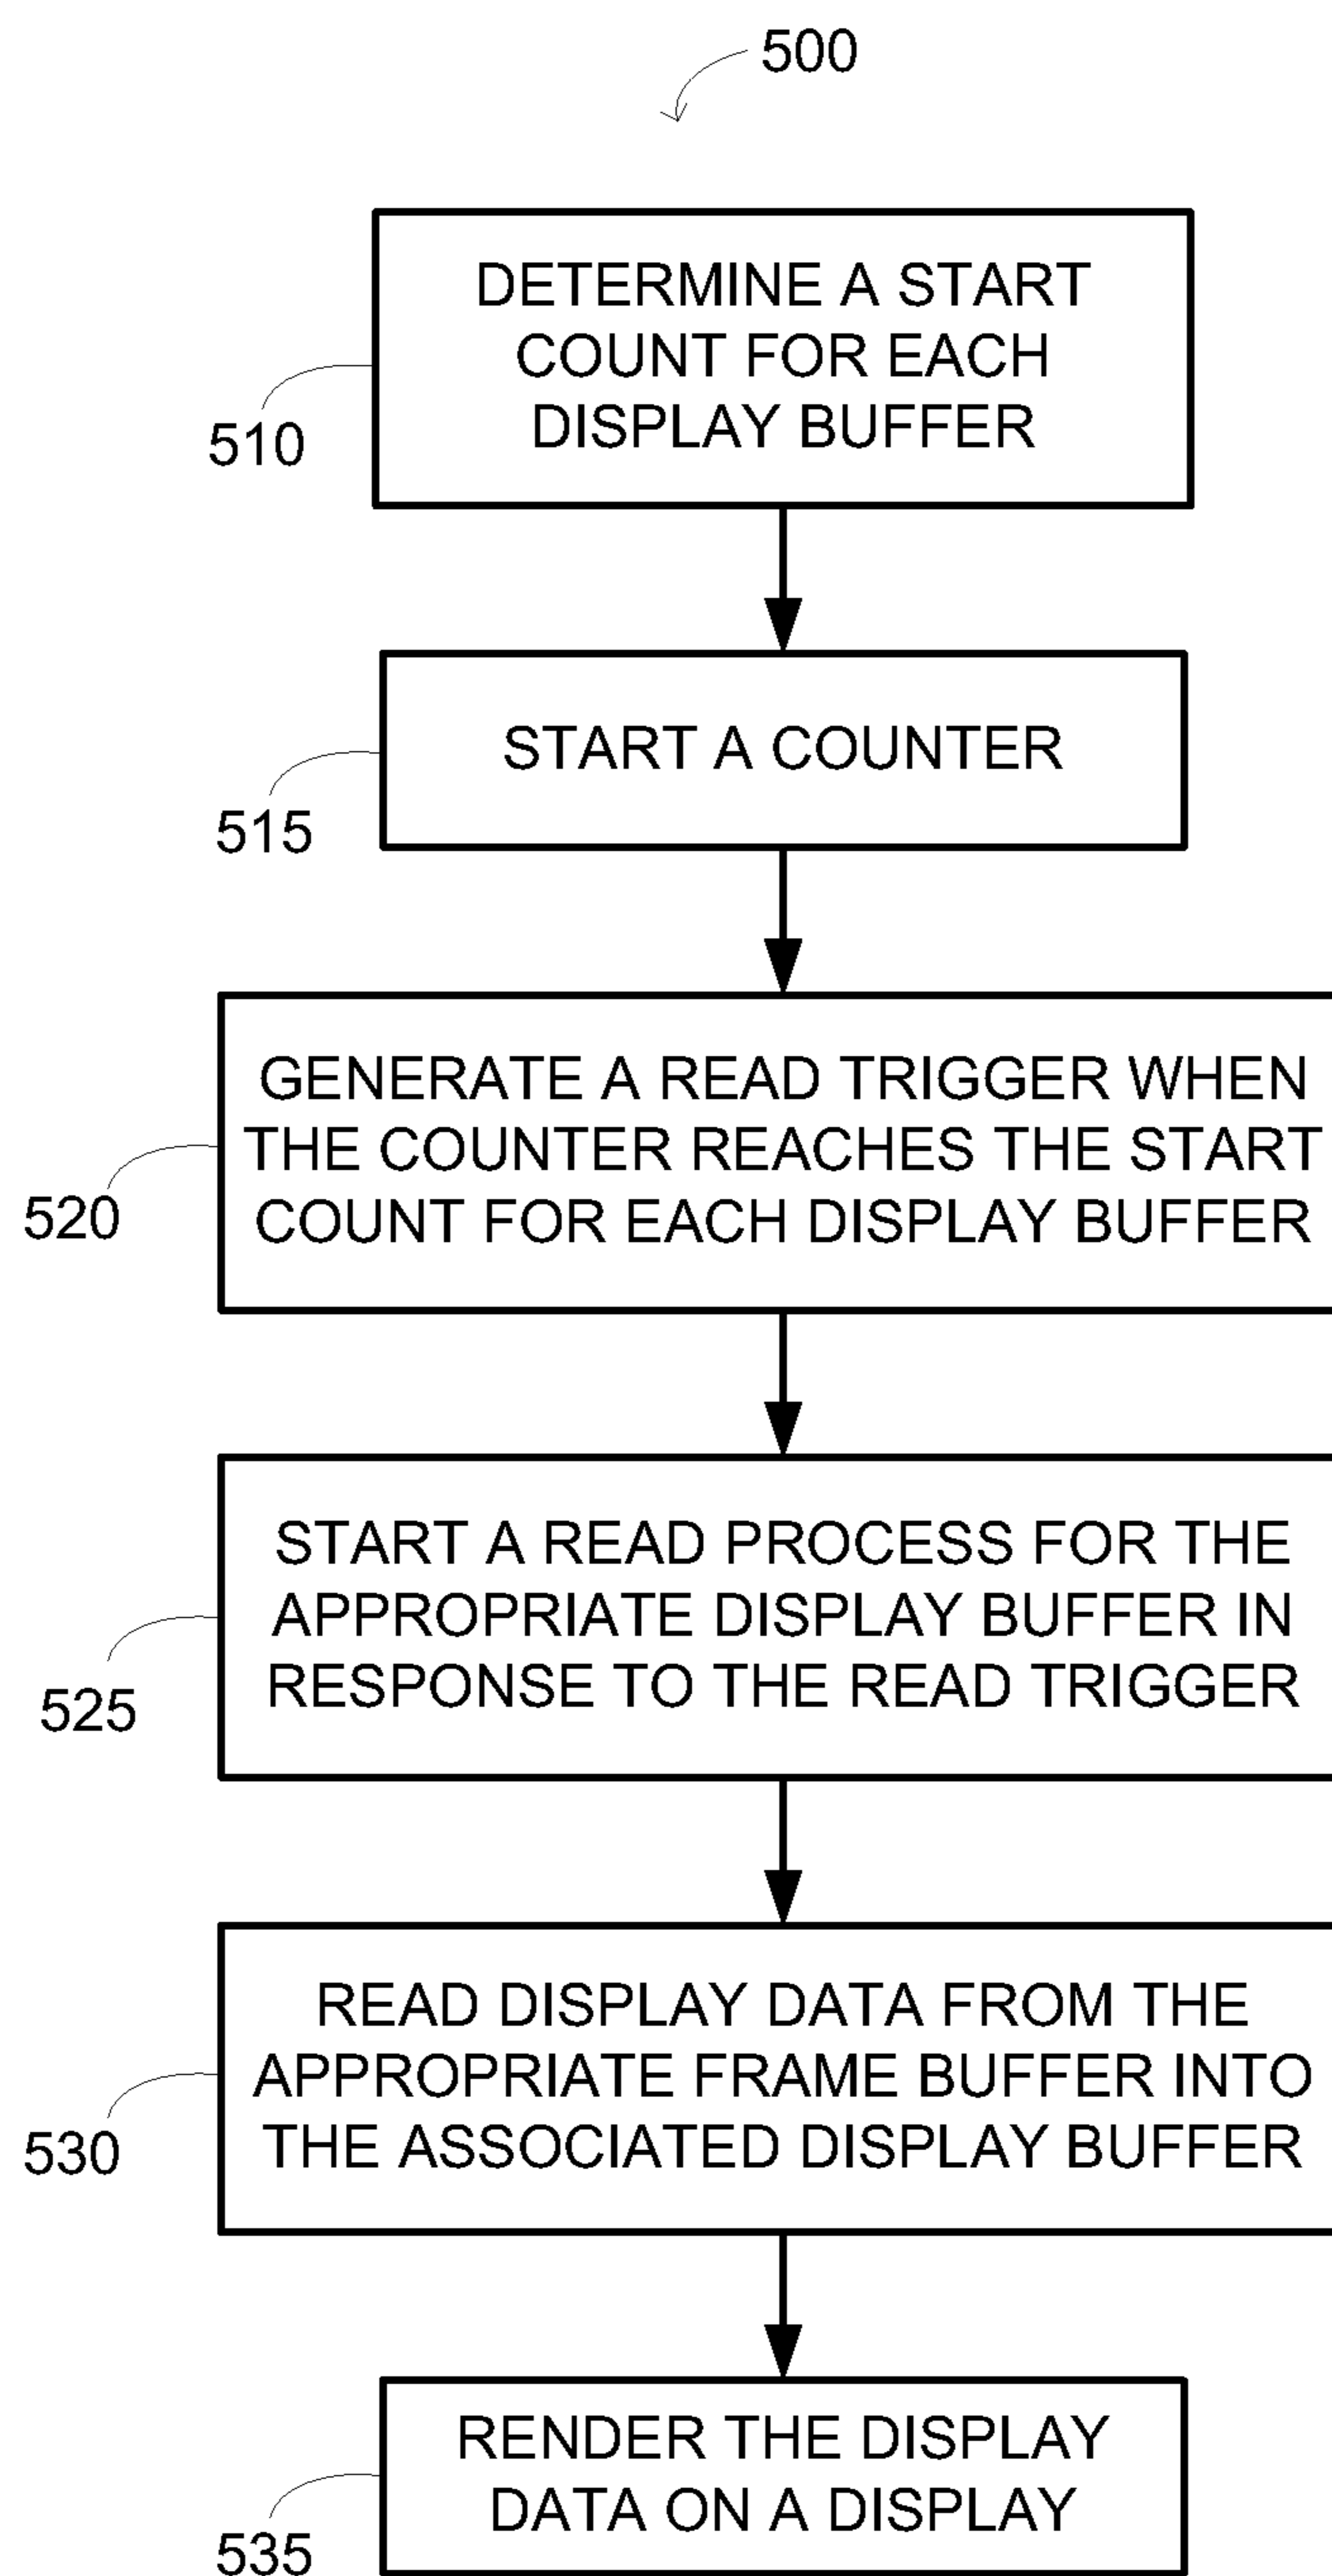 500
DETERMINE A START
COUNT FOR EACH
DISPLAY BUFFER
510
START A COUNTER
515
GENERATE A READ TRIGGER WHEN
THE COUNTER REACHES THE START
COUNT FOR EACH DISPLAY BUFFER
520
START A READ PROCESS FOR THE
APPROPRIATE DISPLAY BUFFER IN
RESPONSE TO THE READ TRIGGER
525
READ DISPLAY DATA FROM THE
APPROPRIATE FRAME BUFFER INTO
THE ASSOCIATED DISPLAY BUFFER
530
RENDER THE DISPLAY
DATA ON A DISPLAY
535